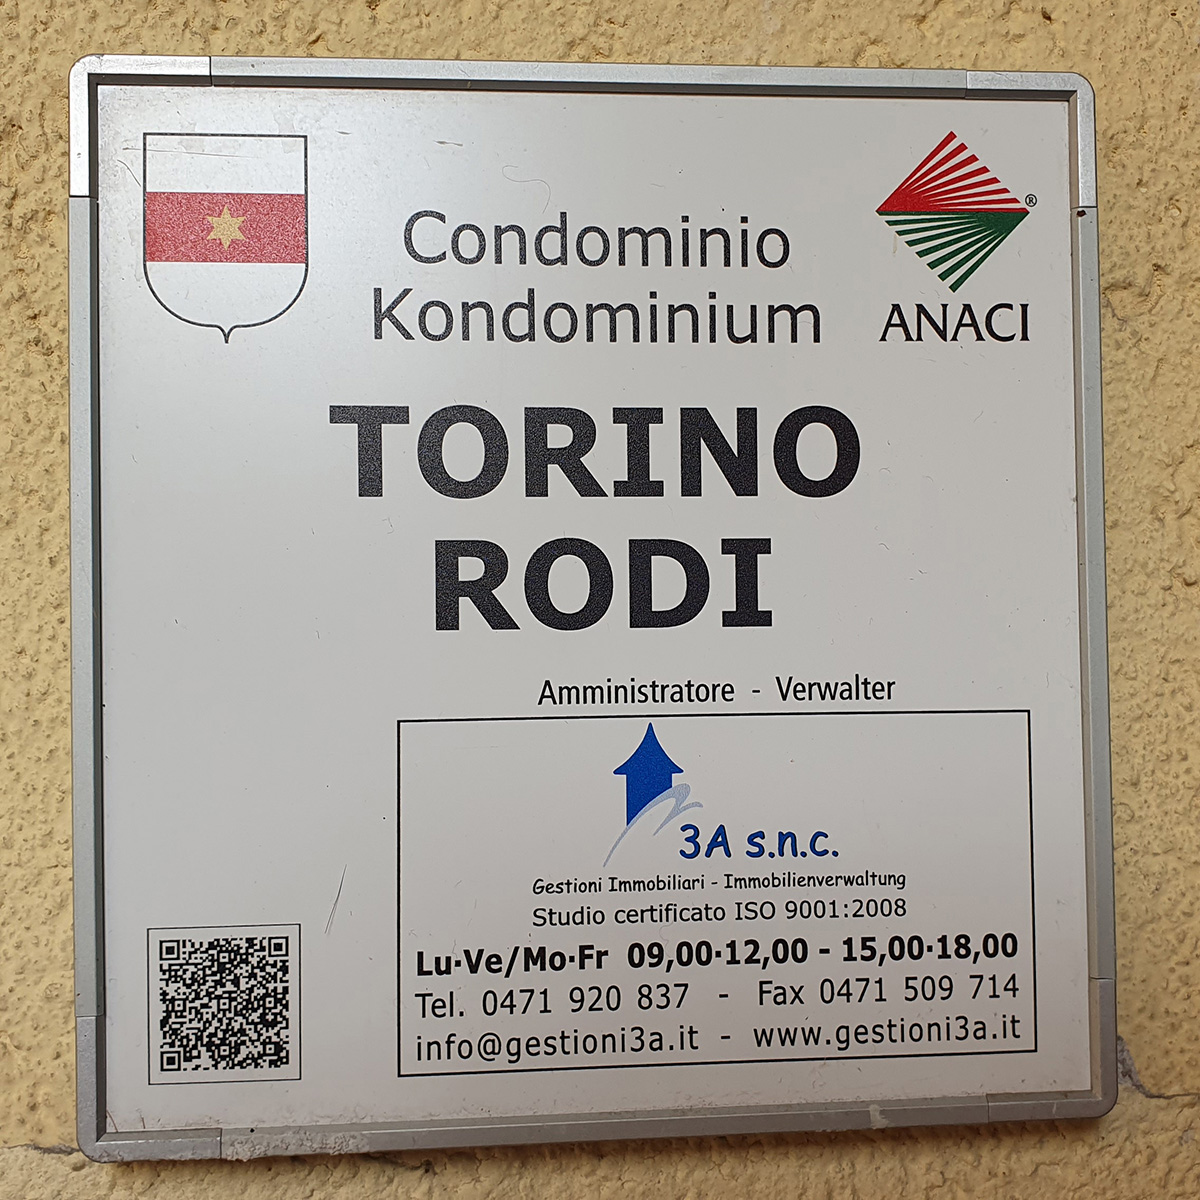 Condominio
Kondominium
®
ANACI
TORINO
RODI
Amministratore - Verwalter
3A s.n.c.
Gestioni Immobiliari - Immobilienverwaltung
Studio certificato ISO 9001:2008
Lu·Ve/Mo·Fr 09,00·12,00 - 15,00·18,00
Tel. 0471 920 837 - Fax 0471 509 714
info@gestioni3a.it - www.gestioni3a.it